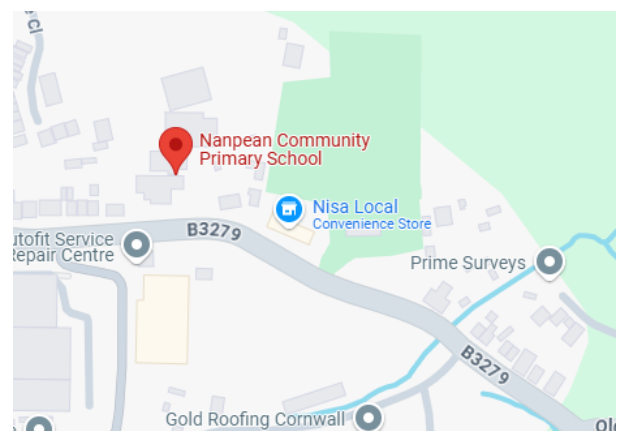 Nanpean Community
Primary School
Nisa Local
Convenience Store
B3279
utofit Service
Repair Centre
Prime Surveys
B3279
Gold Roofing Cornwall
Old